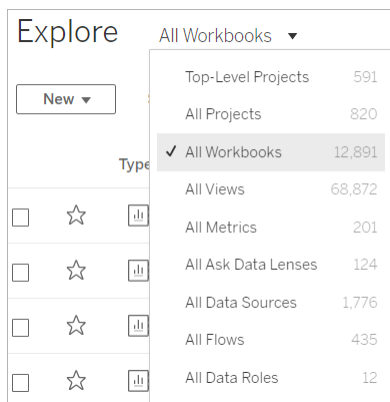 Explore All Workbooks
Top-Level Projects 591
New
All Projects 820
All Workbooks 12,891
Type
All Views 68,872
All Metrics 201
All Ask Data Lenses 124
All Data Sources 1,776
All Flows 435
All Data Roles 12